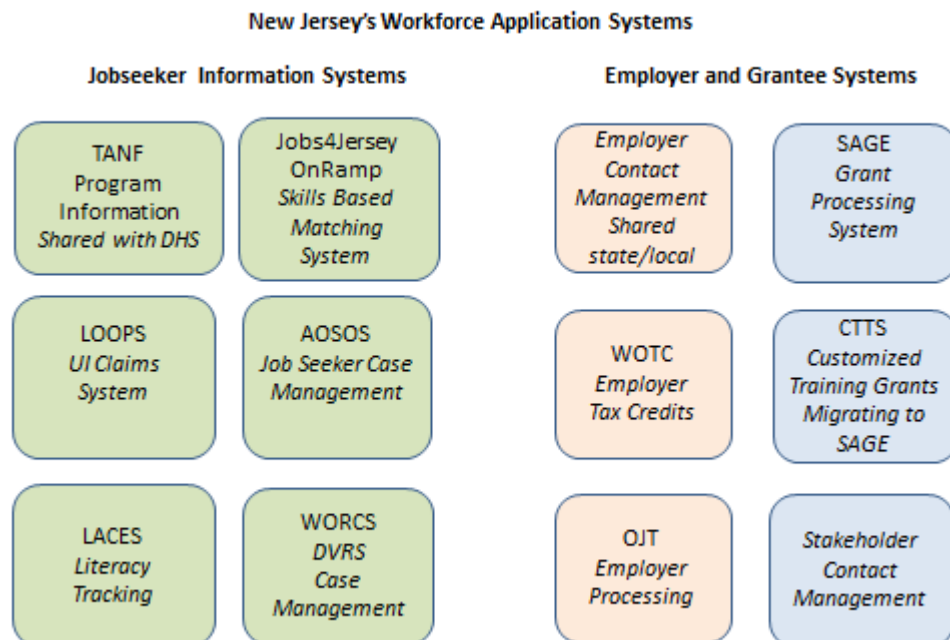 New Jersey's Workforce Application Systems
Jobseeker Information Systems
Employer and Grantee Systems
TANF
Program
Information
Shared with DHS
Jobs4Jersey
OnRamp
Skills Based
Matching
System
Employer
Contact
Management
Shared
state/local
SAGE
Grant
Processing
System
LOOPS
UI Claims
System
AOSOS
Job Seeker Case
Management
WOTC
Employer
Tax Credits
CTTS
Customized
Training Grants
Migrating to
SAGE
LACES
Literacy
Tracking
WORCS
DVRS
Case
Management
OJT
Employer
Processing
Stakeholder
Contact
Management